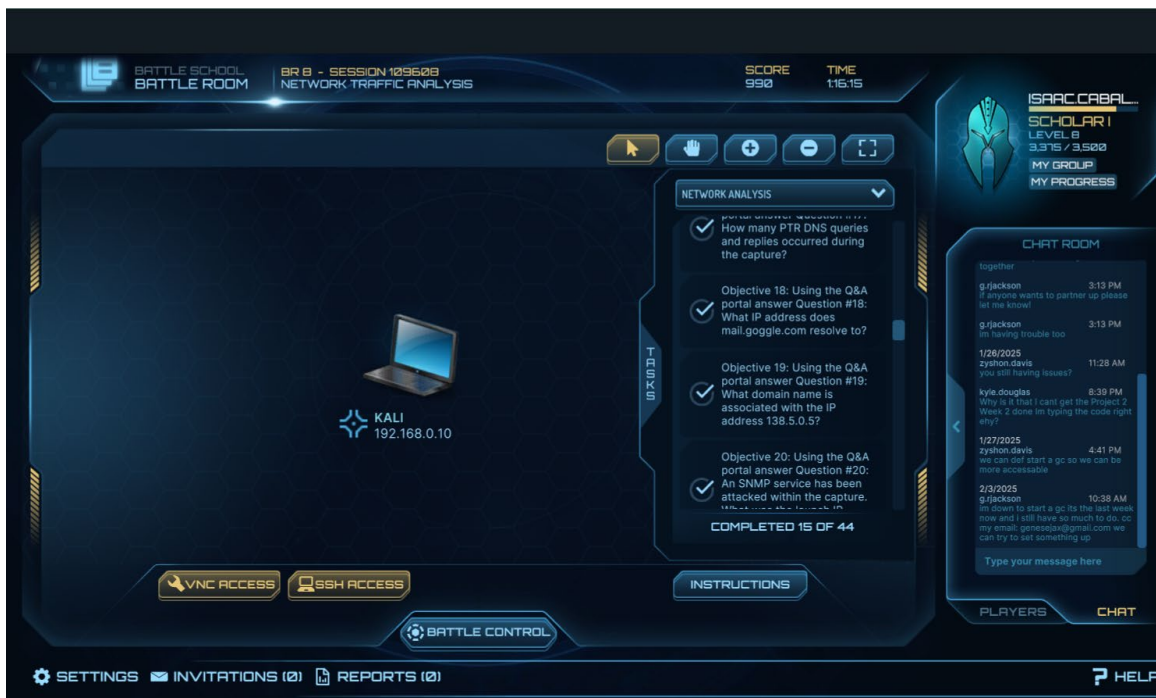 BATTLE SCHOOL
BATTLE ROOM
BR 8 - SESSION 109608
NETWORK TRAFFIC ANALYSIS
SCORE
990
TIME
1:16:15
ISAAC.CABAL...
SCHOLAR I
LEVEL 8
3,375 / 3,500
MY GROUP
MY PROGRESS
NETWORK ANALYSIS
portal answer Question #17:
How many PTR DNS queries
and replies occurred during
the capture?
Objective 18: Using the Q&A
portal answer Question #18:
What IP address does
mail.goggle.com resolve to?
Objective 19: Using the Q&A
portal answer Question #19:
What domain name is
associated with the IP
address 138.5.0.5?
Objective 20: Using the Q&A
portal answer Question #20:
An SNMP service has been
attacked within the capture.
What was the launch IP
COMPLETED 15 OF 44
TASKS
KALI
192.168.0.10
VNC ACCESS
SSH ACCESS
INSTRUCTIONS
BATTLE CONTROL
CHAT ROOM
together
g.rjackson 3:13 PM
if anyone wants to partner up please
let me know!
g.rjackson 3:13 PM
im having trouble too
1/26/2025
zyshon.davis 11:28 AM
you still having issues?
kyle.douglas 8:39 PM
Why is it that I cant get the Project 2
Week 2 done Im typing the code right
ehy?
1/27/2025
zyshon.davis 4:41 PM
we can def start a gc so we can be
more accessable
2/3/2025
g.rjackson 10:38 AM
im down to start a gc its the last week
now and i still have so much to do. cc
my email: genesejax@gmail.com we
can try to set something up
Type your message here
PLAYERS
CHAT
SETTINGS
INVITATIONS (0)
REPORTS (0)
? HELP